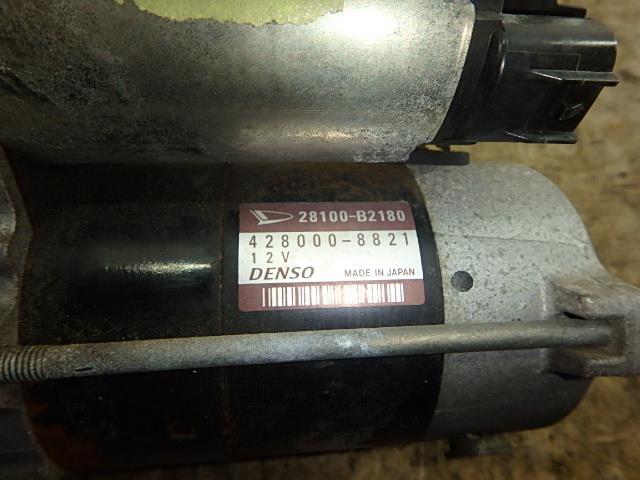 28100-B2180
428000-8821
12V
DENSO MADE IN JAPAN